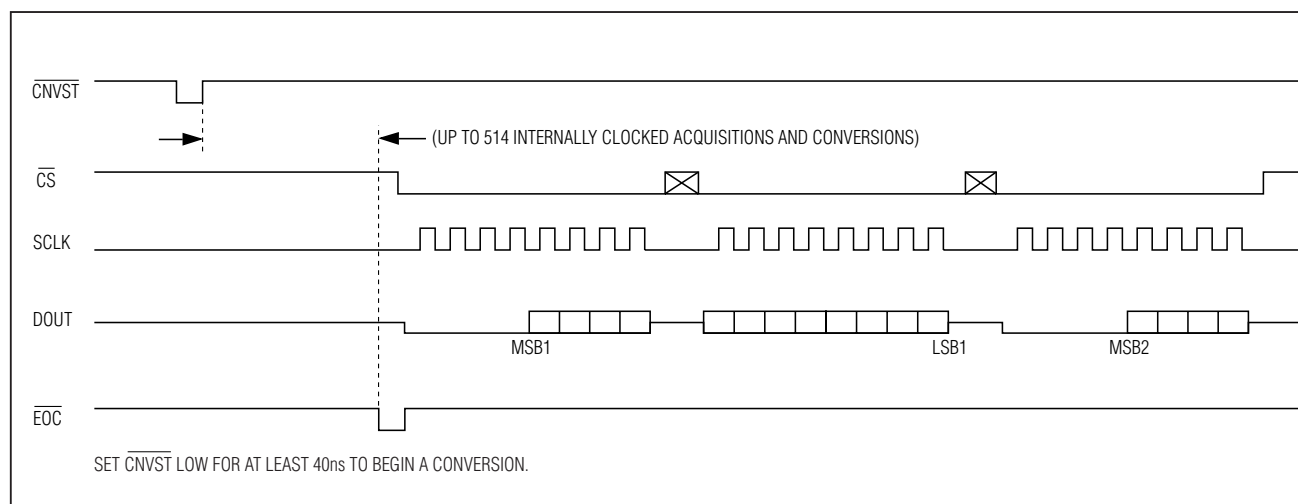 CNVST
(UP TO 514 INTERNALLY CLOCKED ACQUISITIONS AND CONVERSIONS)
CS
SCLK
DOUT
MSB1
LSB1
MSB2
EOC
SET CNVST LOW FOR AT LEAST 40ns TO BEGIN A CONVERSION.